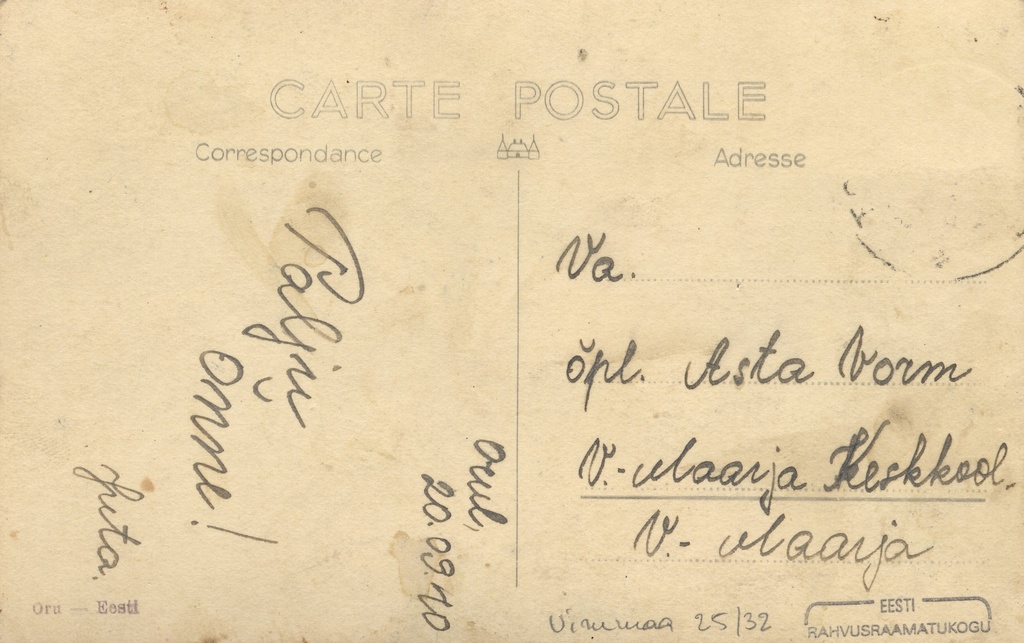 CARTE POSTALE
Correspondance
Adresse
Palju
õnne!
Juta.
Orul,
20.09.40
Va.
õpl. Asta Vorm
V.-Maarja Keskkool.
V.-Maarja
Oru — Eesti
Virumaa 25/32
EESTI
RAHVUSRAAMATUKOGU